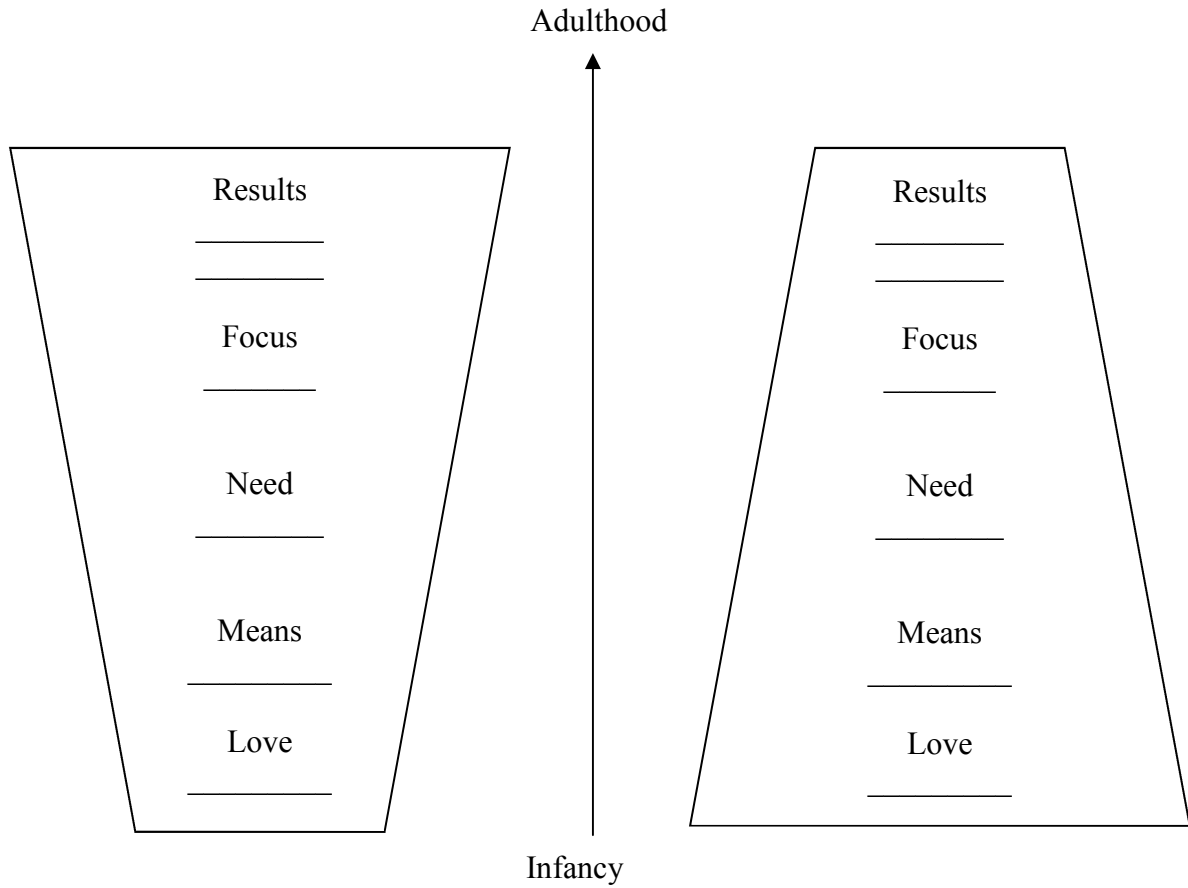 Adulthood
Results
Focus
Need
Means
Love
Results
Focus
Need
Means
Love
Infancy